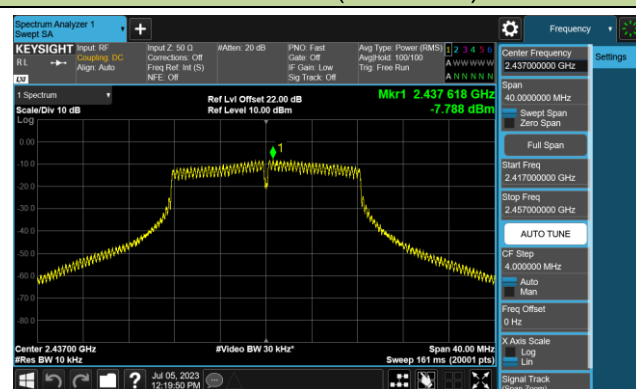 Spectrum Analyzer 1
Swept SA
Frequency
KEYSIGHT
RL
LXI
Input: RF
Coupling: DC
Align: Auto
Input Z: 50 Ω
Corrections: Off
Freq Ref: Int (S)
NFE: Off
#Atten: 20 dB
PNO: Fast
Gate: Off
IF Gain: Low
Sig Track: Off
Avg Type: Power (RMS)
Avg|Hold: 100/100
Trig: Free Run
1 2 3 4 5 6
A W W W W W
A N N N N N
1 Spectrum
Scale/Div 10 dB
Log
Ref Lvl Offset 22.00 dB
Ref Level 10.00 dBm
Mkr1 2.437 618 GHz
-7.788 dBm
1
0.00
-10.0
-20.0
-30.0
-40.0
-50.0
-60.0
-70.0
-80.0
Center 2.43700 GHz
#Res BW 10 kHz
#Video BW 30 kHz*
Span 40.00 MHz
Sweep 161 ms (20001 pts)
Jul 05, 2023
12:19:50 PM
Center Frequency
2.437000000 GHz
Settings
Span
40.0000000 MHz
Swept Span
Zero Span
Full Span
Start Freq
2.417000000 GHz
Stop Freq
2.457000000 GHz
AUTO TUNE
CF Step
4.000000 MHz
Auto
Man
Freq Offset
0 Hz
X Axis Scale
Log
Lin
Signal Track
(Span Zoom)